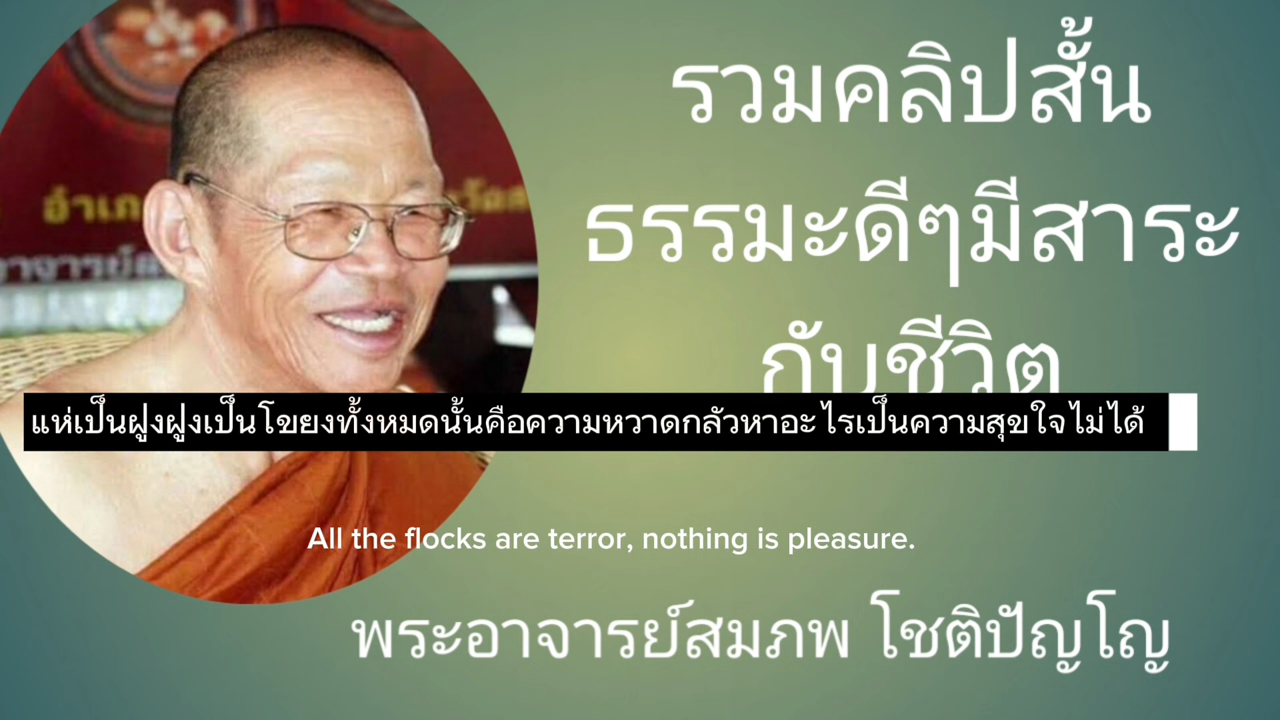 รวมคลิปสั้น
ธรรมะดีๆมีสาระ
กับชีวิต
อำเภ
แห่เป็นฝูงฝูงเป็นโขยงทั้งหมดนั้นคือความหวาดกลัวหาอะไรเป็นความสุขใจไม่ได้
All the flocks are terror, nothing is pleasure.
พระอาจารย์สมภพ โชติปัญโญ